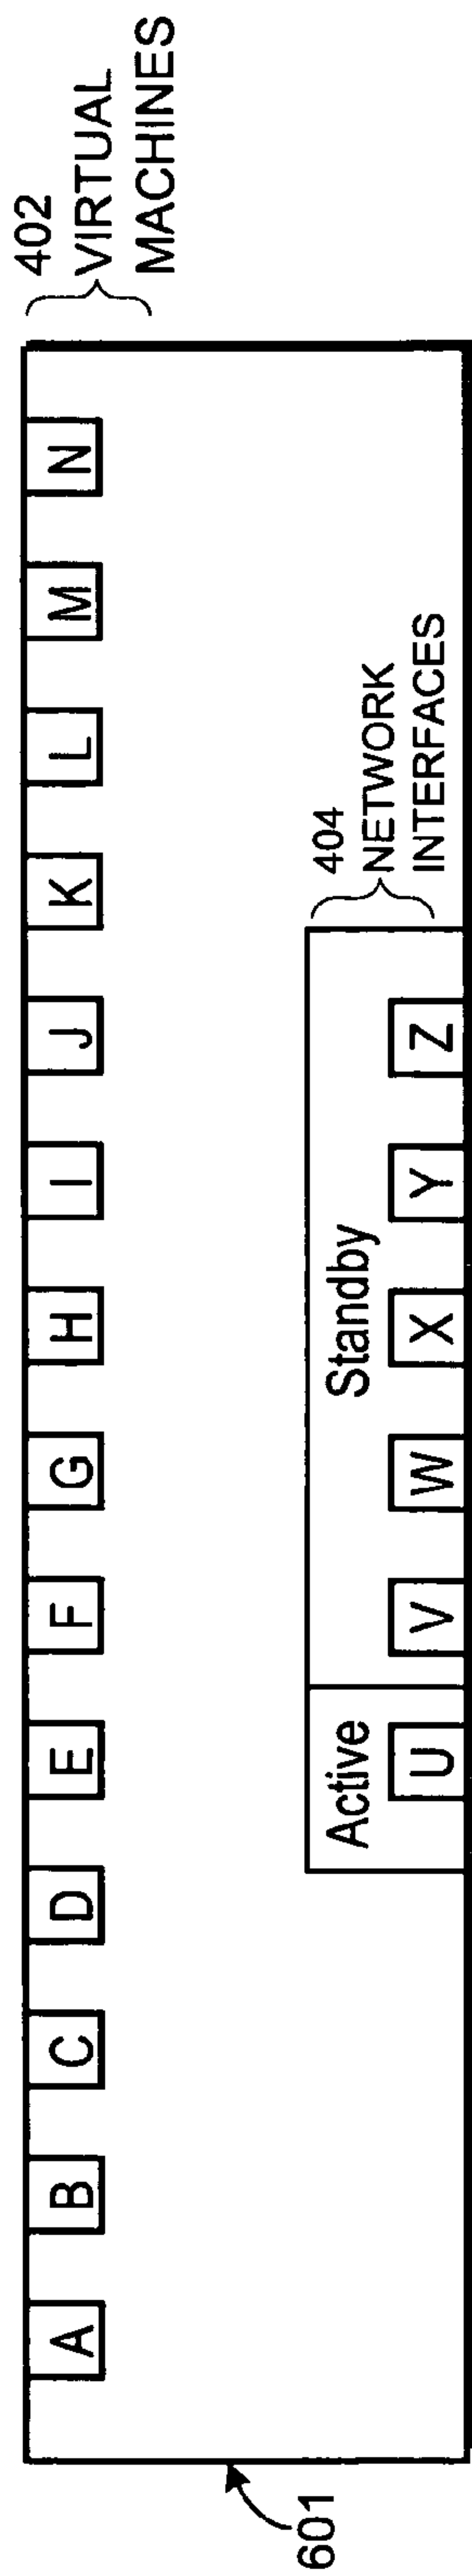 402
VIRTUAL
MACHINES
A B C D E F G H I J K L M N
404
NETWORK
INTERFACES
Active
Standby
U V W X Y Z
601